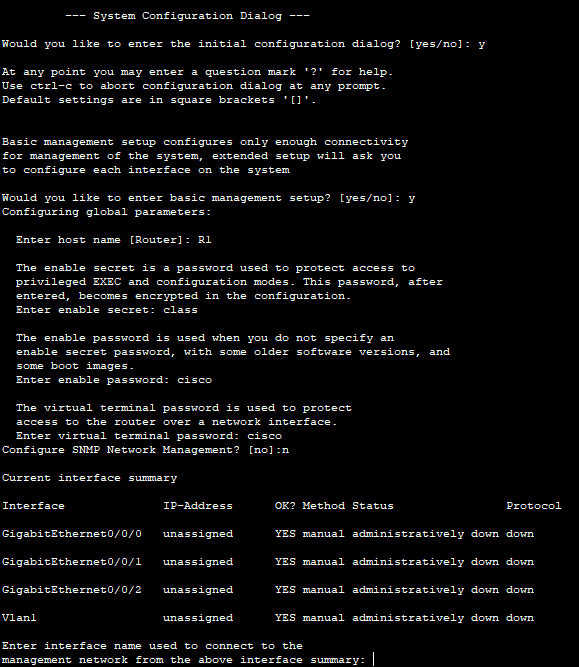 --- System Configuration Dialog ---
Would you like to enter the initial configuration dialog? [yes/no]: y
At any point you may enter a question mark '?' for help.
Use ctrl-c to abort configuration dialog at any prompt.
Default settings are in square brackets '[]'.
Basic management setup configures only enough connectivity
for management of the system, extended setup will ask you
to configure each interface on the system
Would you like to enter basic management setup? [yes/no]: y
Configuring global parameters:
Enter host name [Router]: R1
The enable secret is a password used to protect access to
privileged EXEC and configuration modes. This password, after
entered, becomes encrypted in the configuration.
Enter enable secret: class
The enable password is used when you do not specify an
enable secret password, with some older software versions, and
some boot images.
Enter enable password: cisco
The virtual terminal password is used to protect
access to the router over a network interface.
Enter virtual terminal password: cisco
Configure SNMP Network Management? [no]:n
Current interface summary
Interface IP-Address OK? Method Status Protocol
GigabitEthernet0/0/0 unassigned YES manual administratively down down
GigabitEthernet0/0/1 unassigned YES manual administratively down down
GigabitEthernet0/0/2 unassigned YES manual administratively down down
Vlan1 unassigned YES manual administratively down down
Enter interface name used to connect to the
management network from the above interface summary: